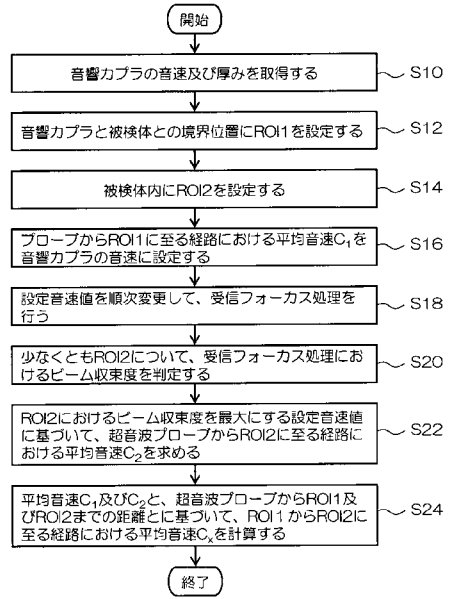 開始
音響カプラの音速及び厚みを取得する
S10
音響カプラと被検体との境界位置にROI1を設定する
S12
被検体内にROI2を設定する
S14
プローブからROI1に至る経路における平均音速C₁を
音響カプラの音速に設定する
S16
設定音速値を順次変更して、受信フォーカス処理を
行う
S18
少なくともROI2について、受信フォーカス処理にお
けるビーム収束度を判定する
S20
ROI2におけるビーム収束度を最大にする設定音速値
に基づいて、超音波プローブからROI2に至る経路に
おける平均音速C₂を求める
S22
平均音速C₁及びC₂と、超音波プローブからROI1及
びROI2までの距離とに基づいて、ROI1からROI2に
至る経路における平均音速Cₓを計算する
S24
終了